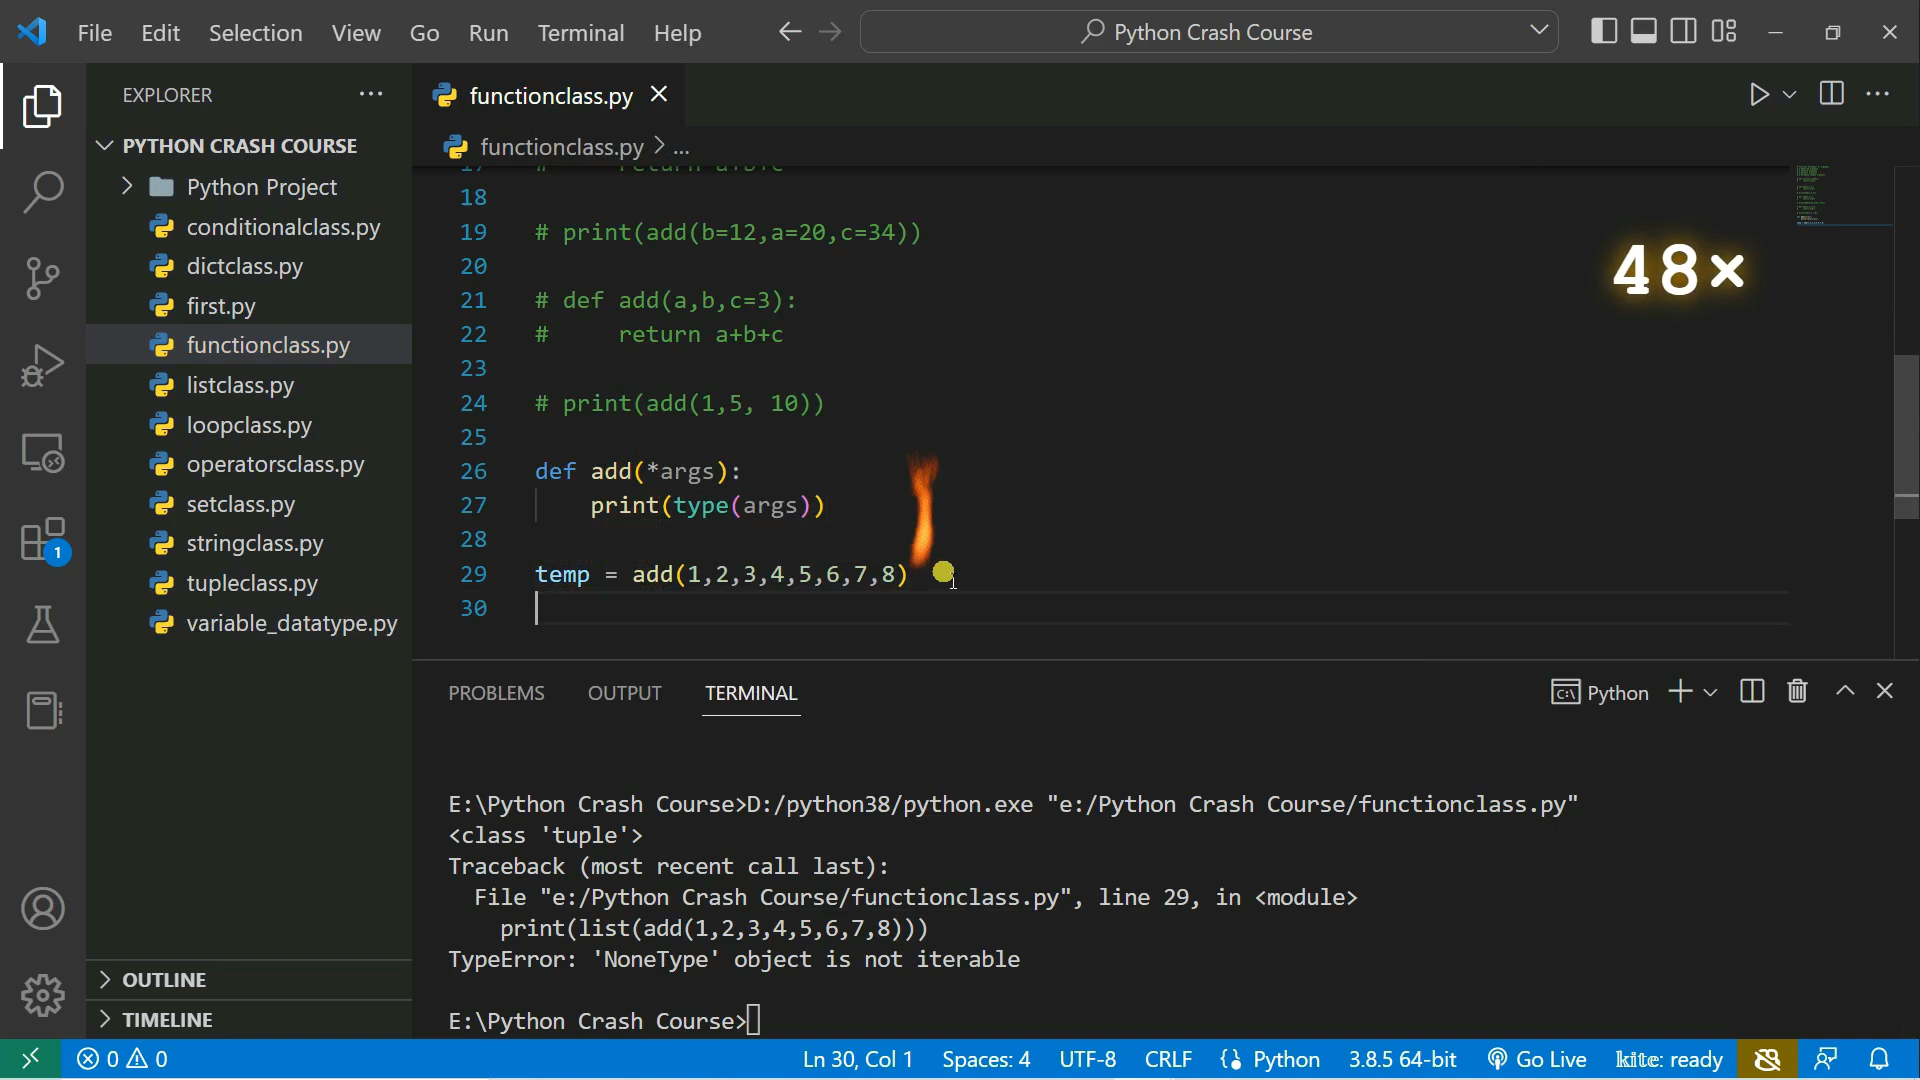 File Edit Selection View Go Run Terminal Help
Python Crash Course
EXPLORER
PYTHON CRASH COURSE
Python Project
conditionalclass.py
dictclass.py
first.py
functionclass.py
listclass.py
loopclass.py
operatorsclass.py
setclass.py
stringclass.py
tupleclass.py
variable_datatype.py
OUTLINE
TIMELINE
1
functionclass.py
functionclass.py > ...
17 # return a+b+c
18
19 # print(add(b=12,a=20,c=34))
20
21 # def add(a,b,c=3):
22 # return a+b+c
23
24 # print(add(1,5, 10))
25
26 def add(*args):
27 print(type(args))
28
29 temp = add(1,2,3,4,5,6,7,8)
30
48×
PROBLEMS OUTPUT TERMINAL
Python
E:\Python Crash Course>D:/python38/python.exe "e:/Python Crash Course/functionclass.py"
<class 'tuple'>
Traceback (most recent call last):
File "e:/Python Crash Course/functionclass.py", line 29, in <module>
print(list(add(1,2,3,4,5,6,7,8)))
TypeError: 'NoneType' object is not iterable
E:\Python Crash Course>
0 0
Ln 30, Col 1 Spaces: 4 UTF-8 CRLF Python 3.8.5 64-bit Go Live kite: ready